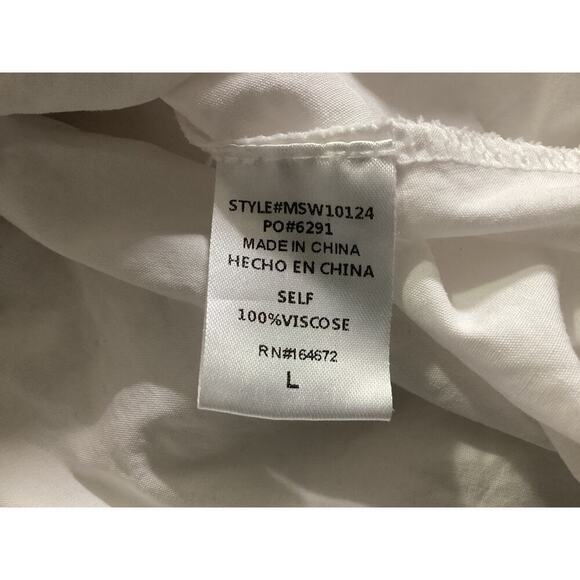 STYLE#MSW10124
PO#6291
MADE IN CHINA
HECHO EN CHINA
SELF
100%VISCOSE
RN#164672
L